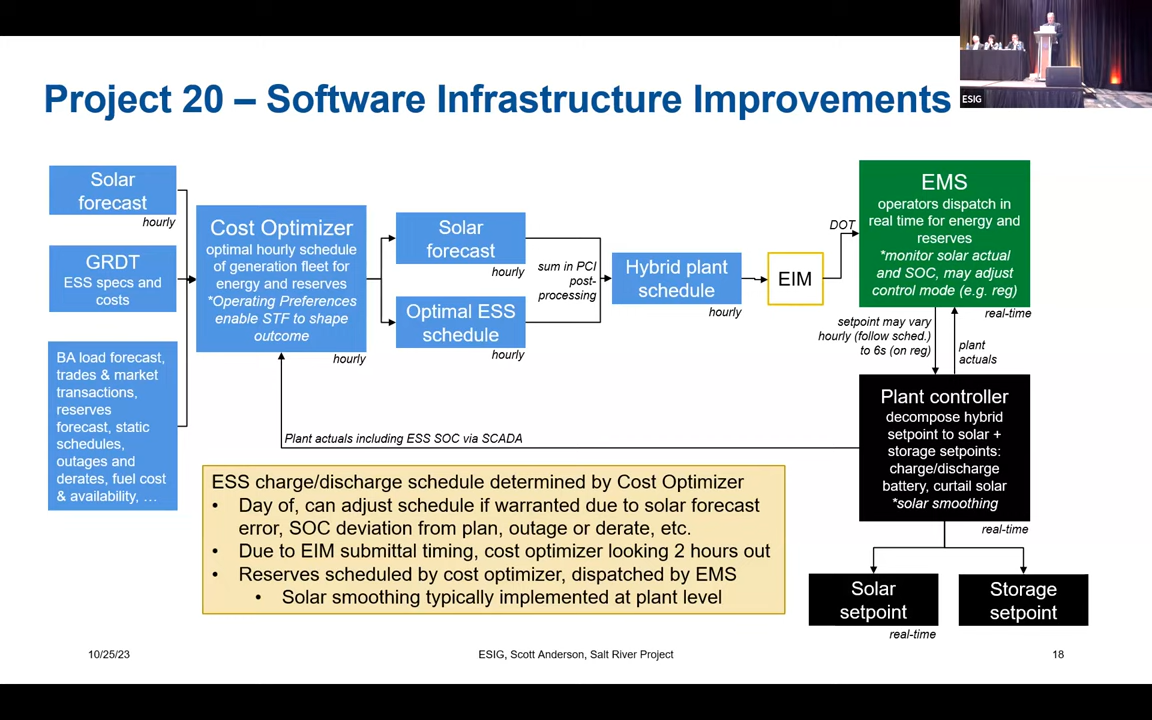 Project 20 – Software Infrastructure Improvements
ESIG
Solar
forecast
hourly
GRDT
ESS specs and
costs
BA load forecast,
trades & market
transactions,
reserves
forecast, static
schedules,
outages and
derates, fuel cost
& availability, …
Cost Optimizer
optimal hourly schedule
of generation fleet for
energy and reserves
*Operating Preferences
enable STF to shape
outcome
hourly
Solar
forecast
hourly
Optimal ESS
schedule
hourly
sum in PCI
post-
processing
Hybrid plant
schedule
hourly
EIM
DOT
EMS
operators dispatch in
real time for energy and
reserves
*monitor solar actual
and SOC, may adjust
control mode (e.g. reg)
real-time
setpoint may vary
hourly (follow sched.)
to 6s (on reg)
plant
actuals
Plant controller
decompose hybrid
setpoint to solar +
storage setpoints:
charge/discharge
battery, curtail solar
*solar smoothing
real-time
Plant actuals including ESS SOC via SCADA
Solar
setpoint
real-time
Storage
setpoint
ESS charge/discharge schedule determined by Cost Optimizer
• Day of, can adjust schedule if warranted due to solar forecast
error, SOC deviation from plan, outage or derate, etc.
• Due to EIM submittal timing, cost optimizer looking 2 hours out
• Reserves scheduled by cost optimizer, dispatched by EMS
• Solar smoothing typically implemented at plant level
10/25/23
ESIG, Scott Anderson, Salt River Project
18